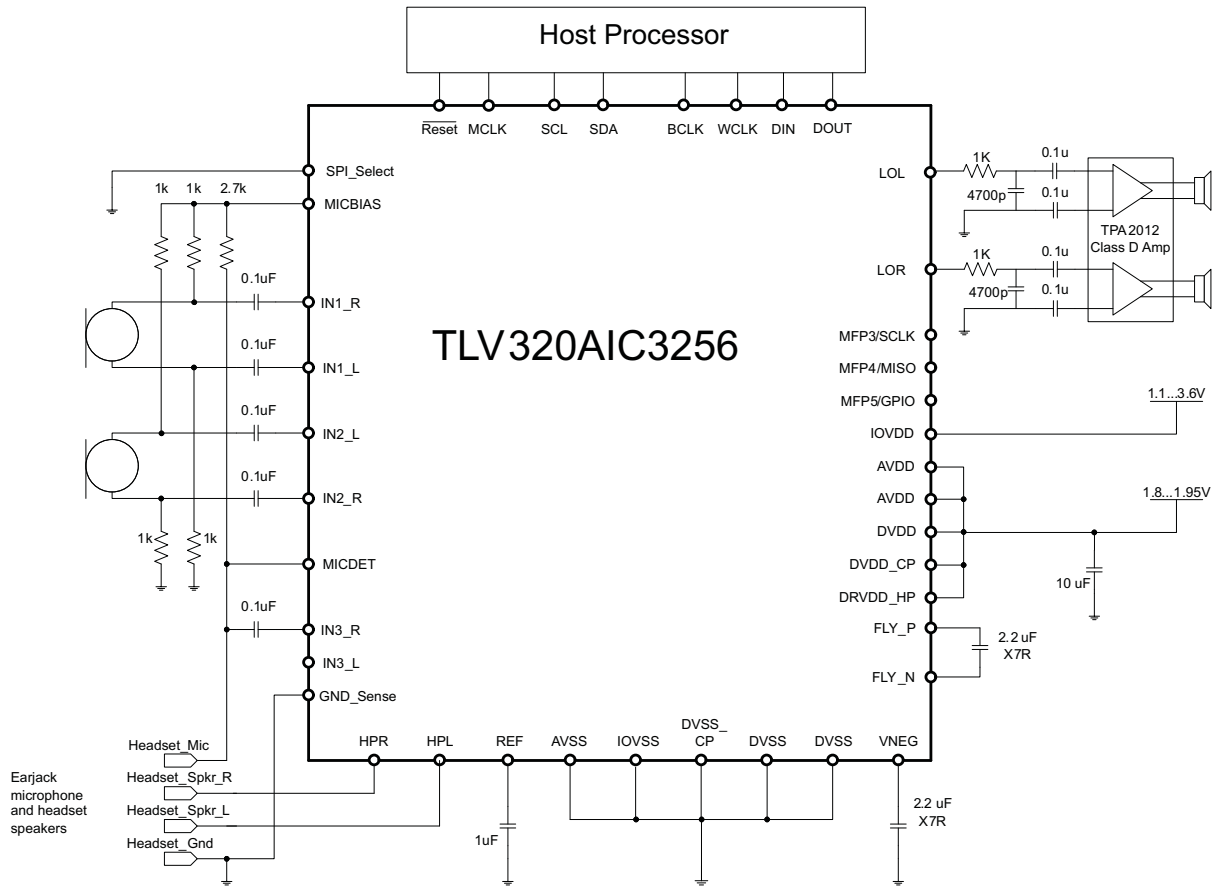 Host Processor
Reset MCLK SCL SDA BCLK WCLK DIN DOUT
SPI_Select
1k 1k 2.7k
MICBIAS
0.1uF
IN1_R
0.1uF
IN1_L
0.1uF
IN2_L
0.1uF
IN2_R
1k 1k
MICDET
0.1uF
IN3_R
IN3_L
GND_Sense
TLV320AIC3256
LOL
1K
0.1u
4700p
0.1u
TPA2012
Class D Amp
LOR
1K
0.1u
4700p
0.1u
MFP3/SCLK
MFP4/MISO
MFP5/GPIO
1.1...3.6V
IOVDD
AVDD
AVDD
1.8...1.95V
DVDD
DVDD_CP
10 uF
DRVDD_HP
FLY_P
2.2 uF
X7R
FLY_N
HPR HPL REF AVSS IOVSS DVSS_
CP DVSS DVSS VNEG
Headset_Mic
Headset_Spkr_R
Headset_Spkr_L
Headset_Gnd
Earjack
microphone
and headset
speakers
1uF
2.2 uF
X7R